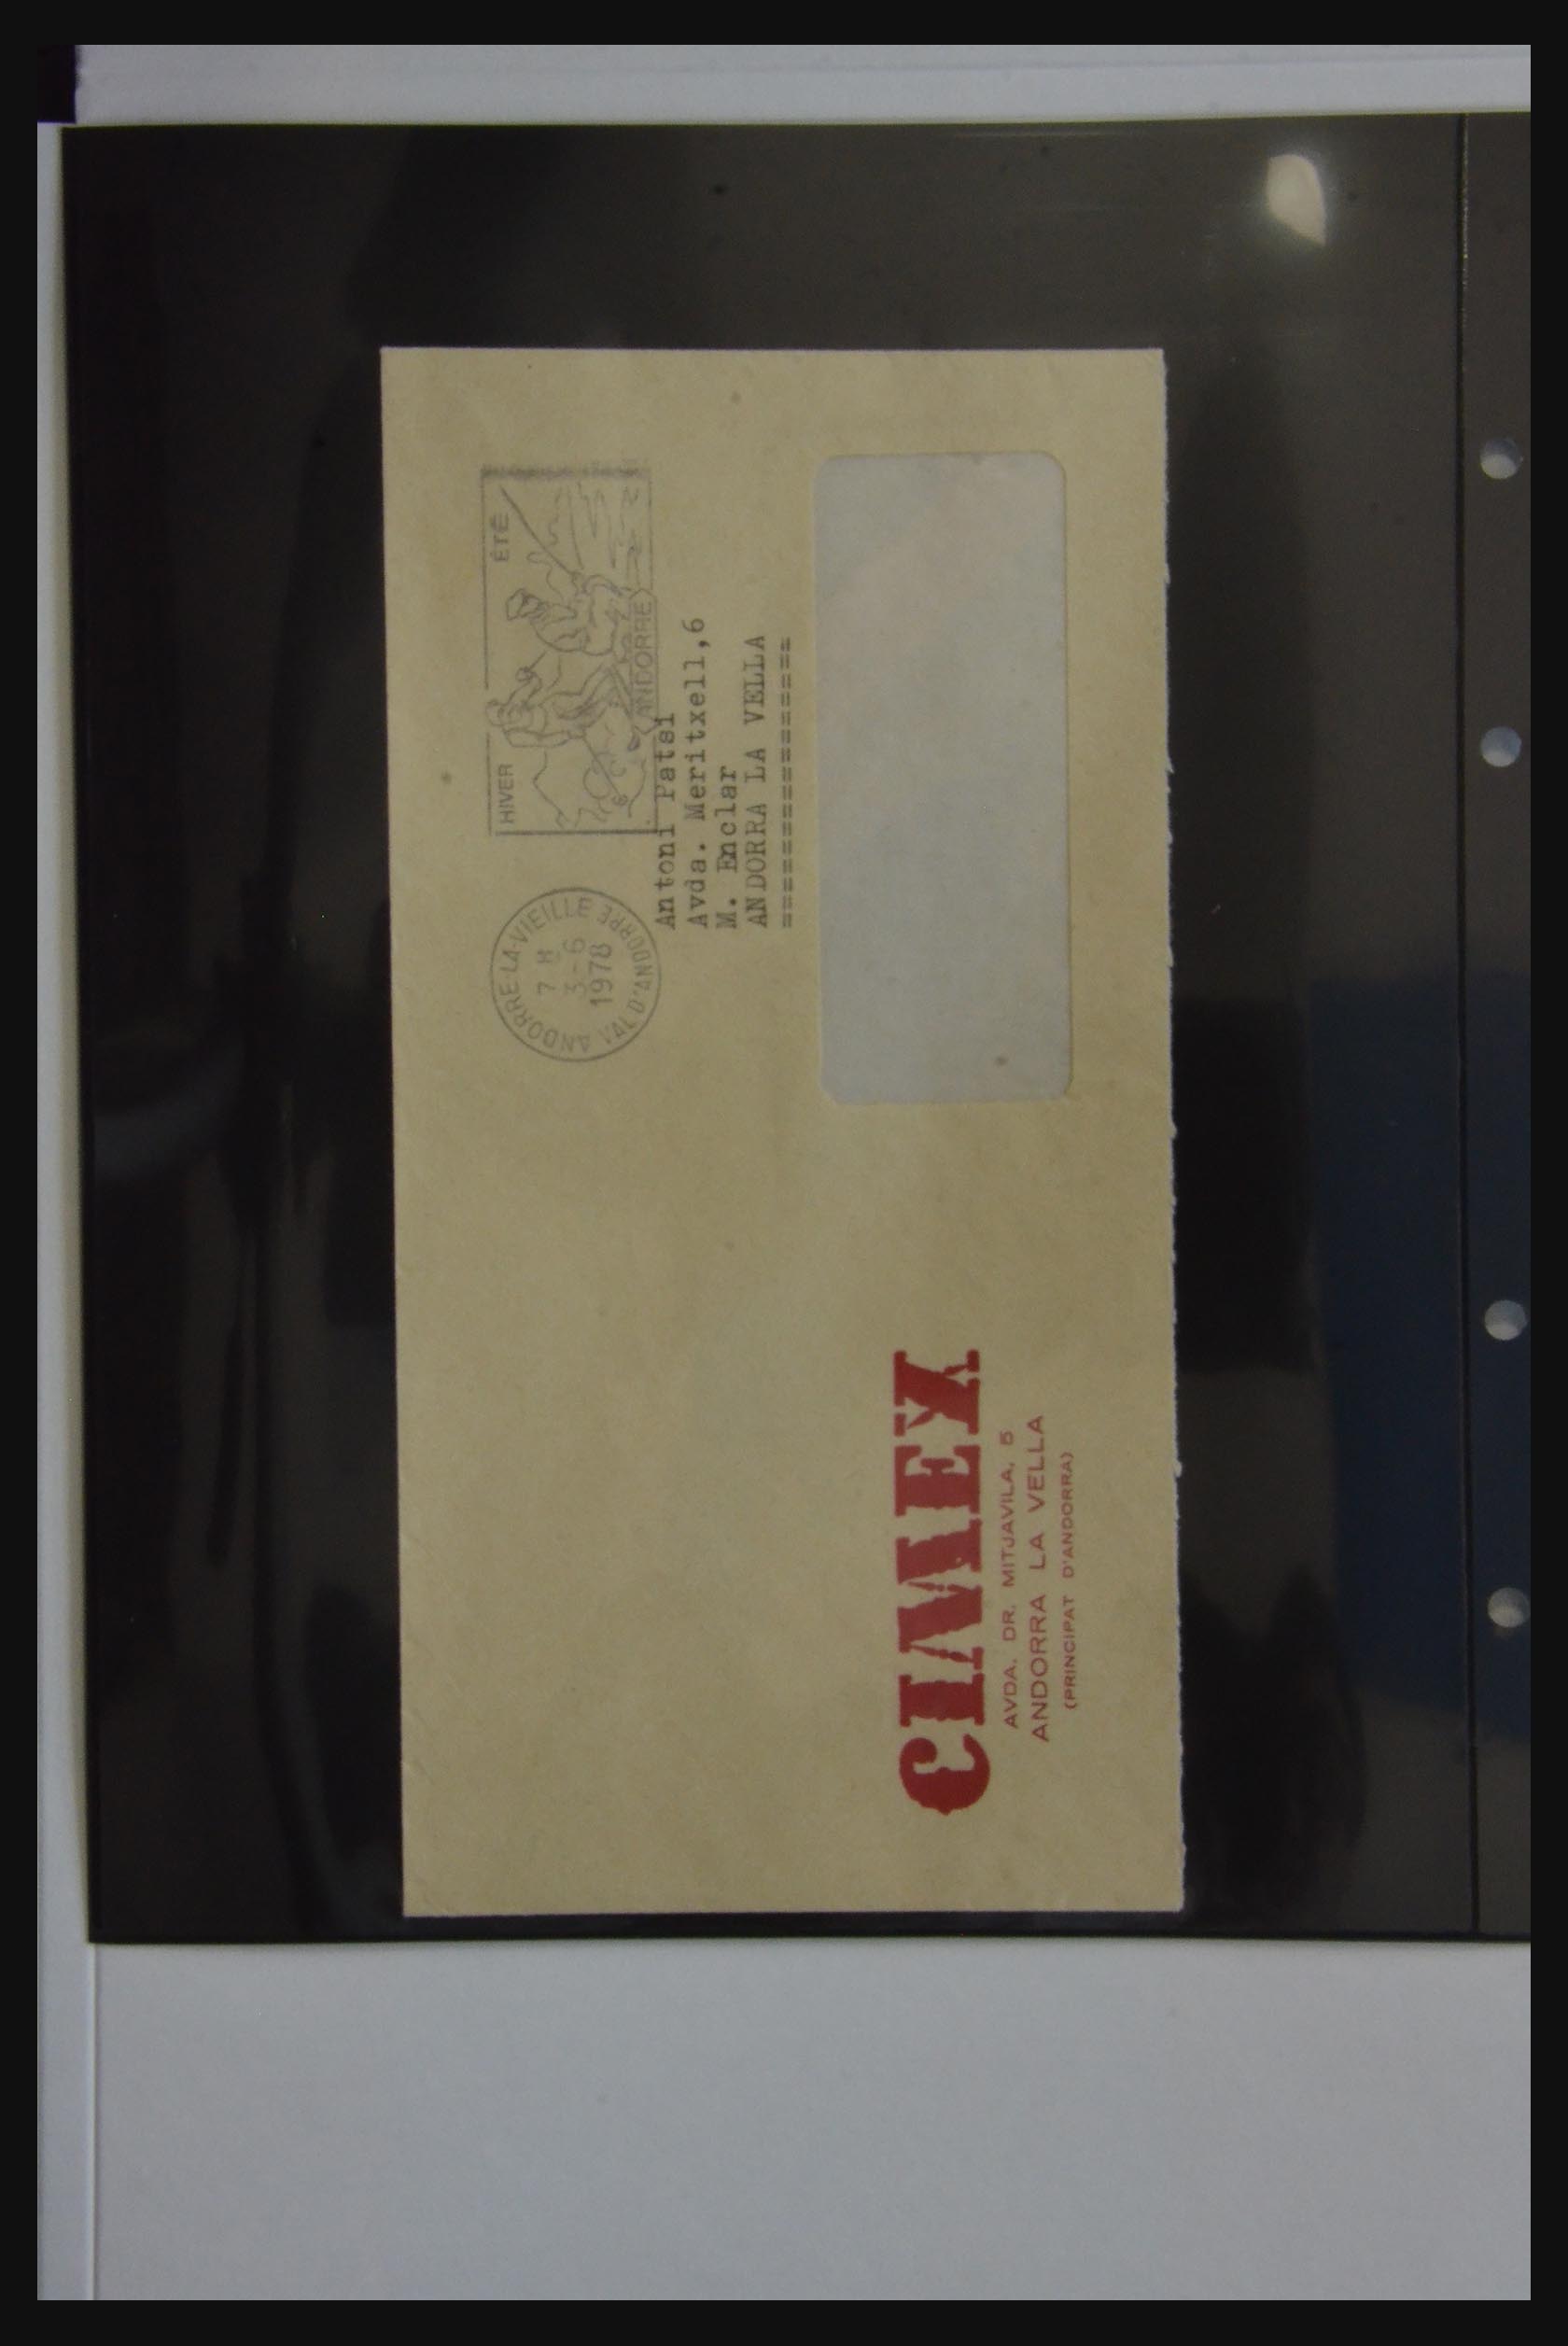 ANDORRE-LA-VIEILLE
7 H
3-6
1978
VAL D'ANDORRE
HIVER
ÉTÉ
ANDORRE
Antoni Patsi
Avda. Meritxell,6
M. Enclar
ANDORRA LA VELLA
====================
CIMEX
AVDA. DR. MITJAVILA, 5
ANDORRA LA VELLA
(PRINCIPAT D'ANDORRA)